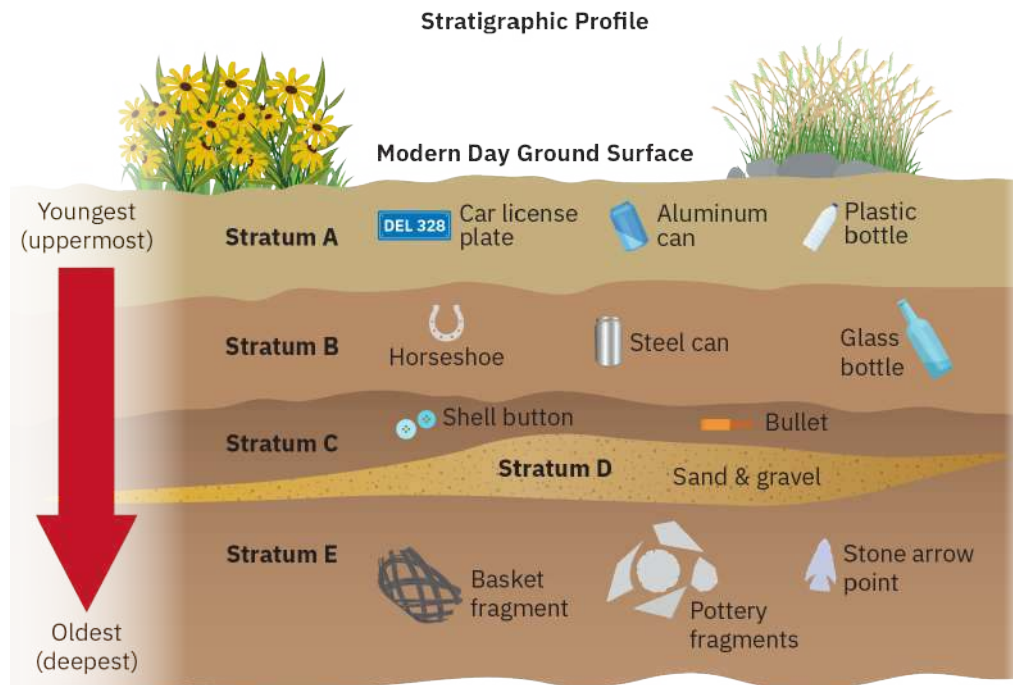 Stratigraphic Profile
Modern Day Ground Surface
Youngest
(uppermost)
Stratum A
DEL 328
Car license
plate
Aluminum
can
Plastic
bottle
Stratum B
Horseshoe
Steel can
Glass
bottle
Stratum C
Shell button
Bullet
Stratum D
Sand & gravel
Stratum E
Basket
fragment
Pottery
fragments
Stone arrow
point
Oldest
(deepest)